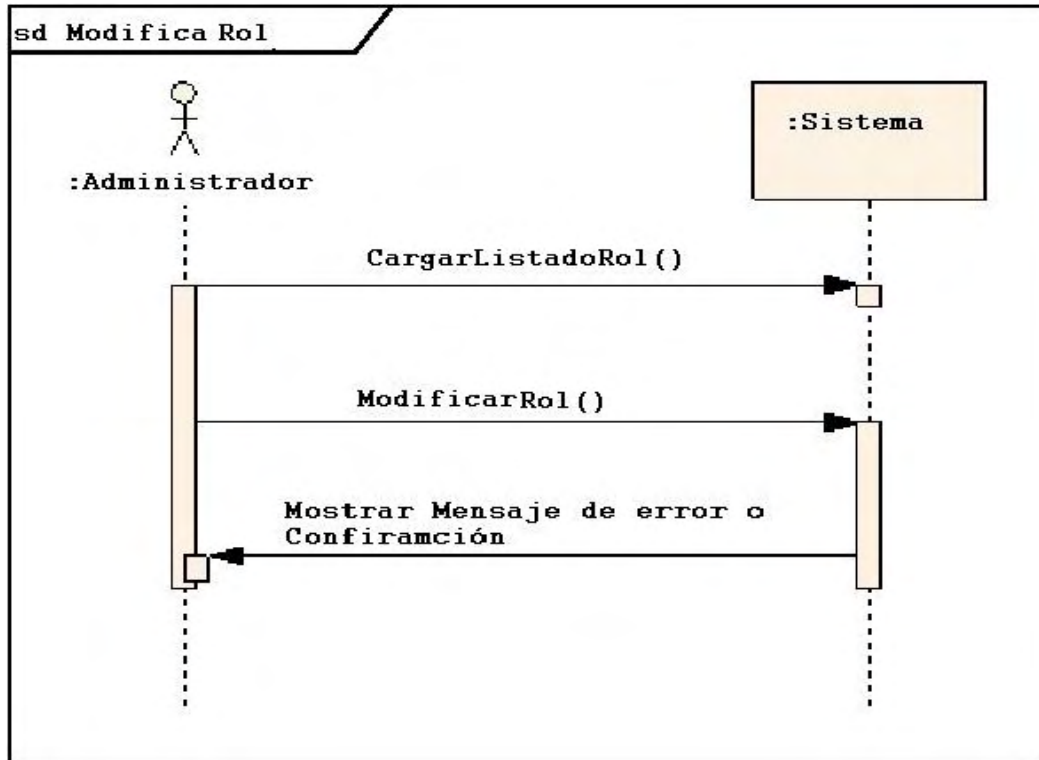 sd Modifica Rol
:Administrador
:Sistema
CargarListadoRol()
ModificarRol()
Mostrar Mensaje de error o
Confiramción